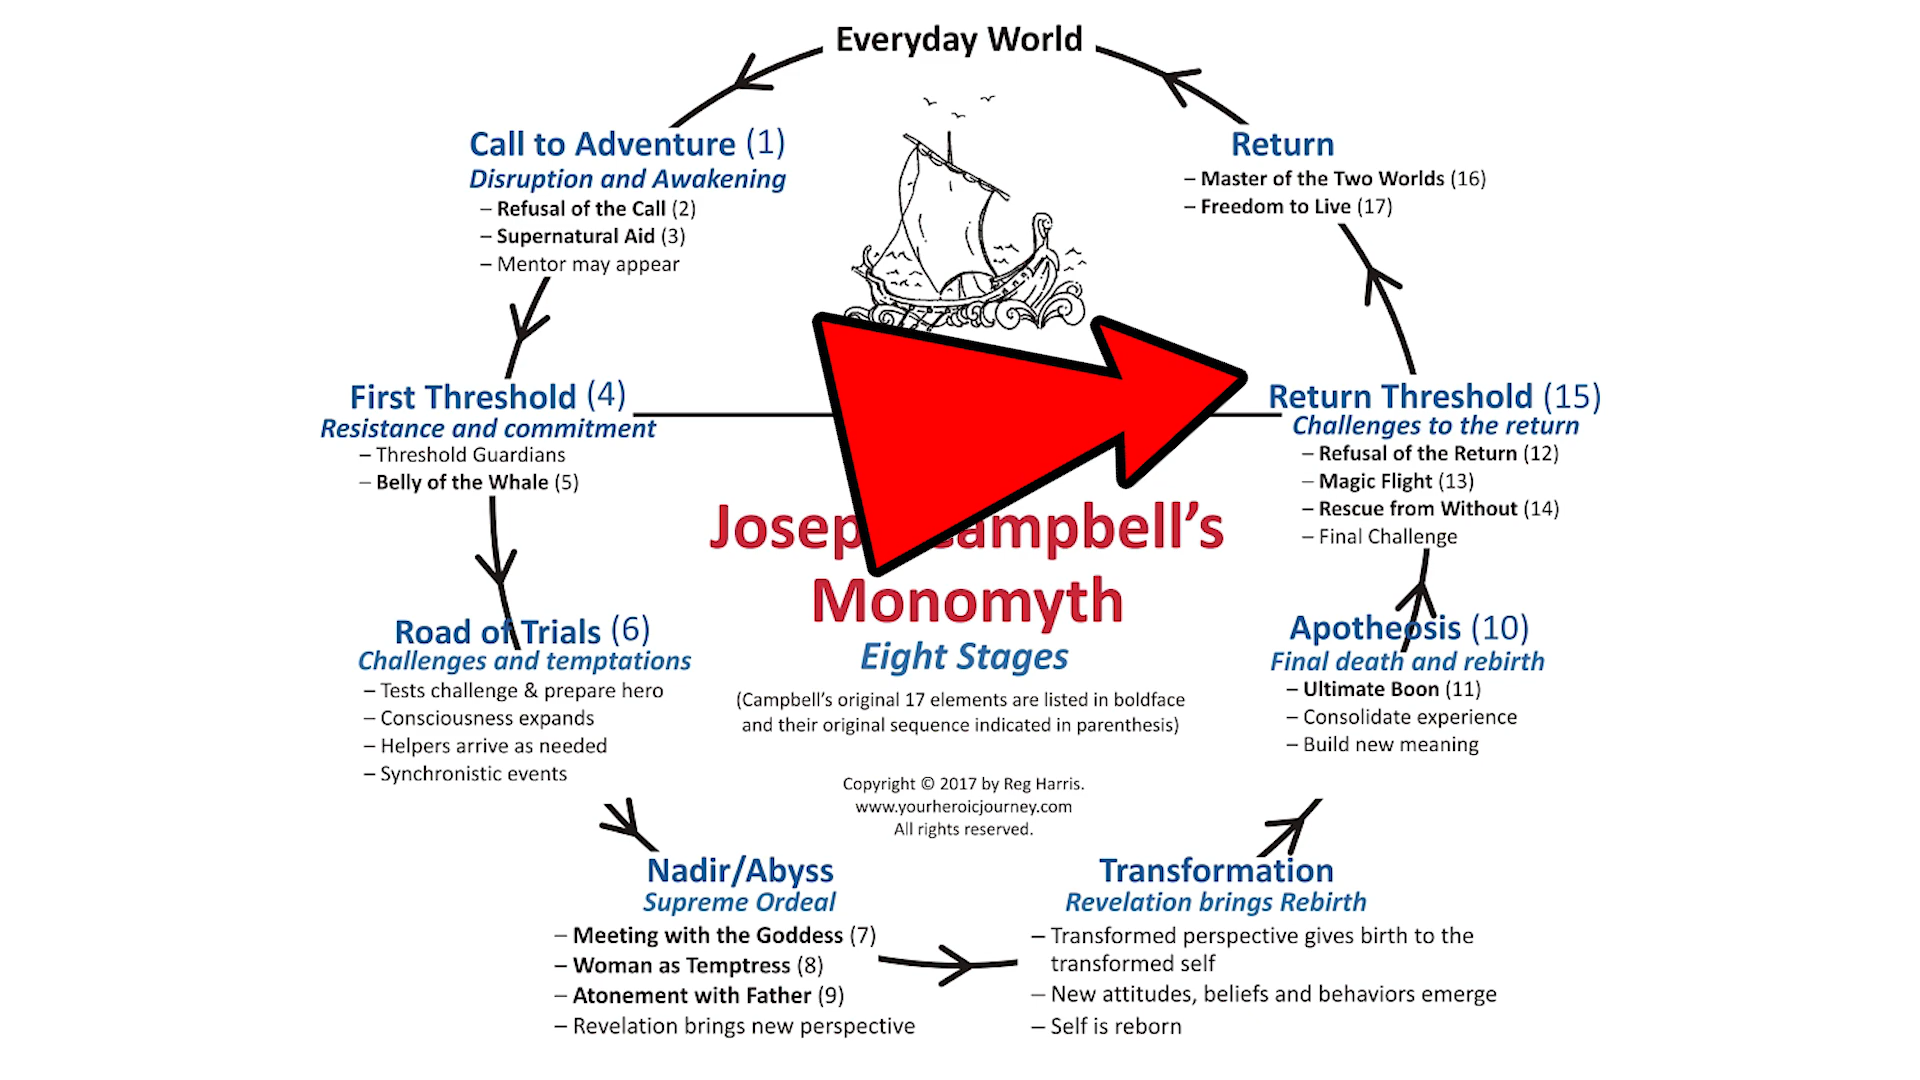 Everyday World
Call to Adventure (1)
Disruption and Awakening
– Refusal of the Call (2)
– Supernatural Aid (3)
– Mentor may appear
Return
– Master of the Two Worlds (16)
– Freedom to Live (17)
First Threshold (4)
Resistance and commitment
– Threshold Guardians
– Belly of the Whale (5)
Return Threshold (15)
Challenges to the return
– Refusal of the Return (12)
– Magic Flight (13)
– Rescue from Without (14)
– Final Challenge
Joseph Campbell’s
Monomyth
Eight Stages
(Campbell’s original 17 elements are listed in boldface
and their original sequence indicated in parenthesis)
Copyright © 2017 by Reg Harris.
www.yourheroicjourney.com
All rights reserved.
Road of Trials (6)
Challenges and temptations
– Tests challenge & prepare hero
– Consciousness expands
– Helpers arrive as needed
– Synchronistic events
Apotheosis (10)
Final death and rebirth
– Ultimate Boon (11)
– Consolidate experience
– Build new meaning
Nadir/Abyss
Supreme Ordeal
– Meeting with the Goddess (7)
– Woman as Temptress (8)
– Atonement with Father (9)
– Revelation brings new perspective
Transformation
Revelation brings Rebirth
– Transformed perspective gives birth to the
transformed self
– New attitudes, beliefs and behaviors emerge
– Self is reborn